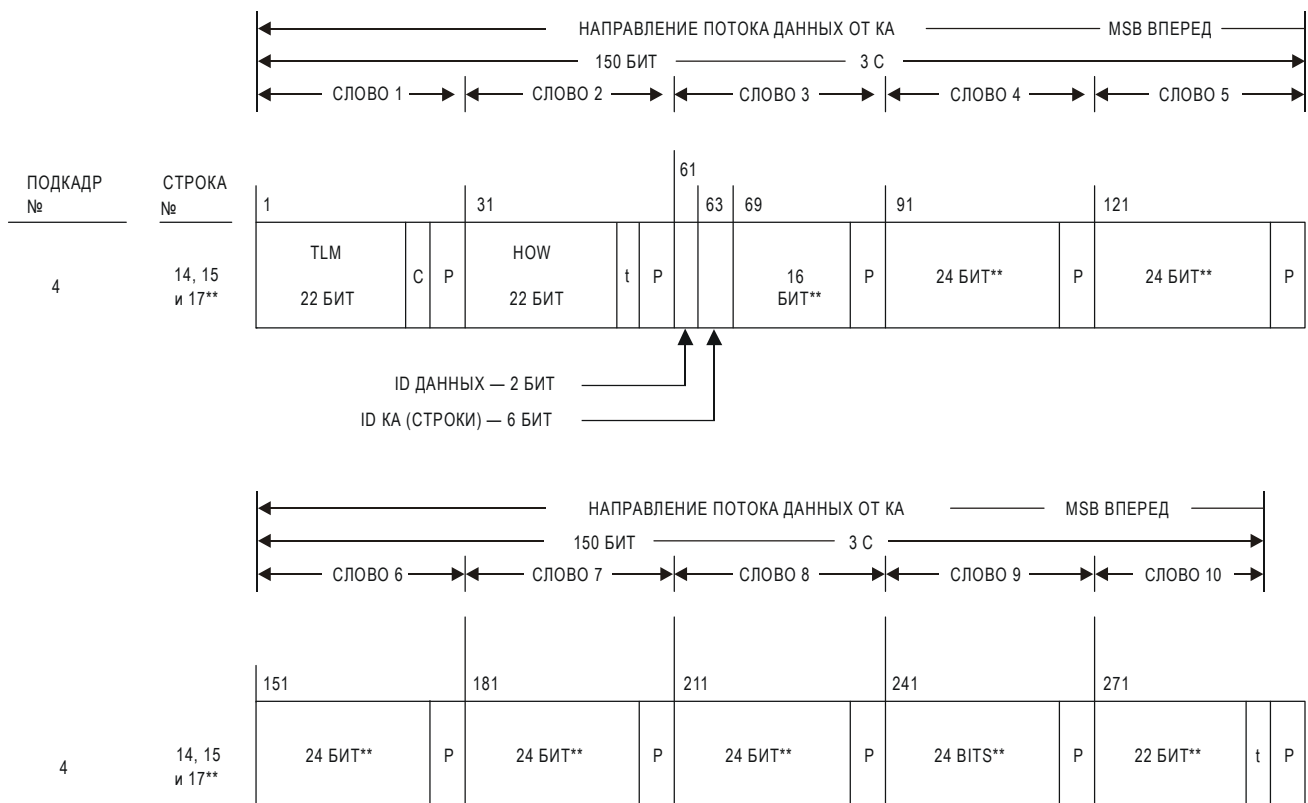 НАПРАВЛЕНИЕ ПОТОКА ДАННЫХ ОТ КА MSB ВПЕРЕД
150 БИТ 3 С
СЛОВО 1 СЛОВО 2 СЛОВО 3 СЛОВО 4 СЛОВО 5
ПОДКАДР № СТРОКА №
1 31 61 63 69 91 121
4 14, 15 и 17** TLM 22 БИТ C P HOW 22 БИТ t P 16 БИТ** P 24 БИТ** P 24 БИТ** P
ID ДАННЫХ — 2 БИТ
ID КА (СТРОКИ) — 6 БИТ
НАПРАВЛЕНИЕ ПОТОКА ДАННЫХ ОТ КА MSB ВПЕРЕД
150 БИТ 3 С
СЛОВО 6 СЛОВО 7 СЛОВО 8 СЛОВО 9 СЛОВО 10
151 181 211 241 271
4 14, 15 и 17** 24 БИТ** P 24 БИТ** P 24 БИТ** P 24 BITS** P 22 БИТ** t P